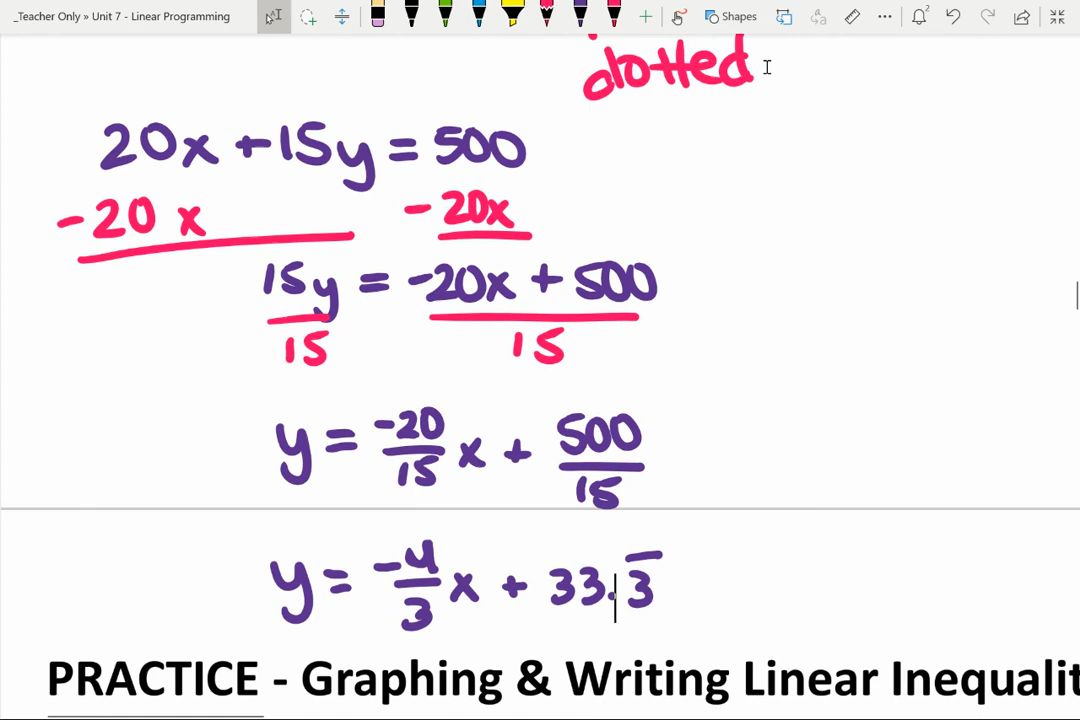 _Teacher Only » Unit 7 - Linear Programming
Shapes
2
dotted
20x + 15y = 500
-20 x - 20x
15y = -20x + 500
15 15
y = -20/15 x + 500/15
y = -4/3 x + 33.3̅
PRACTICE - Graphing & Writing Linear Inequalit